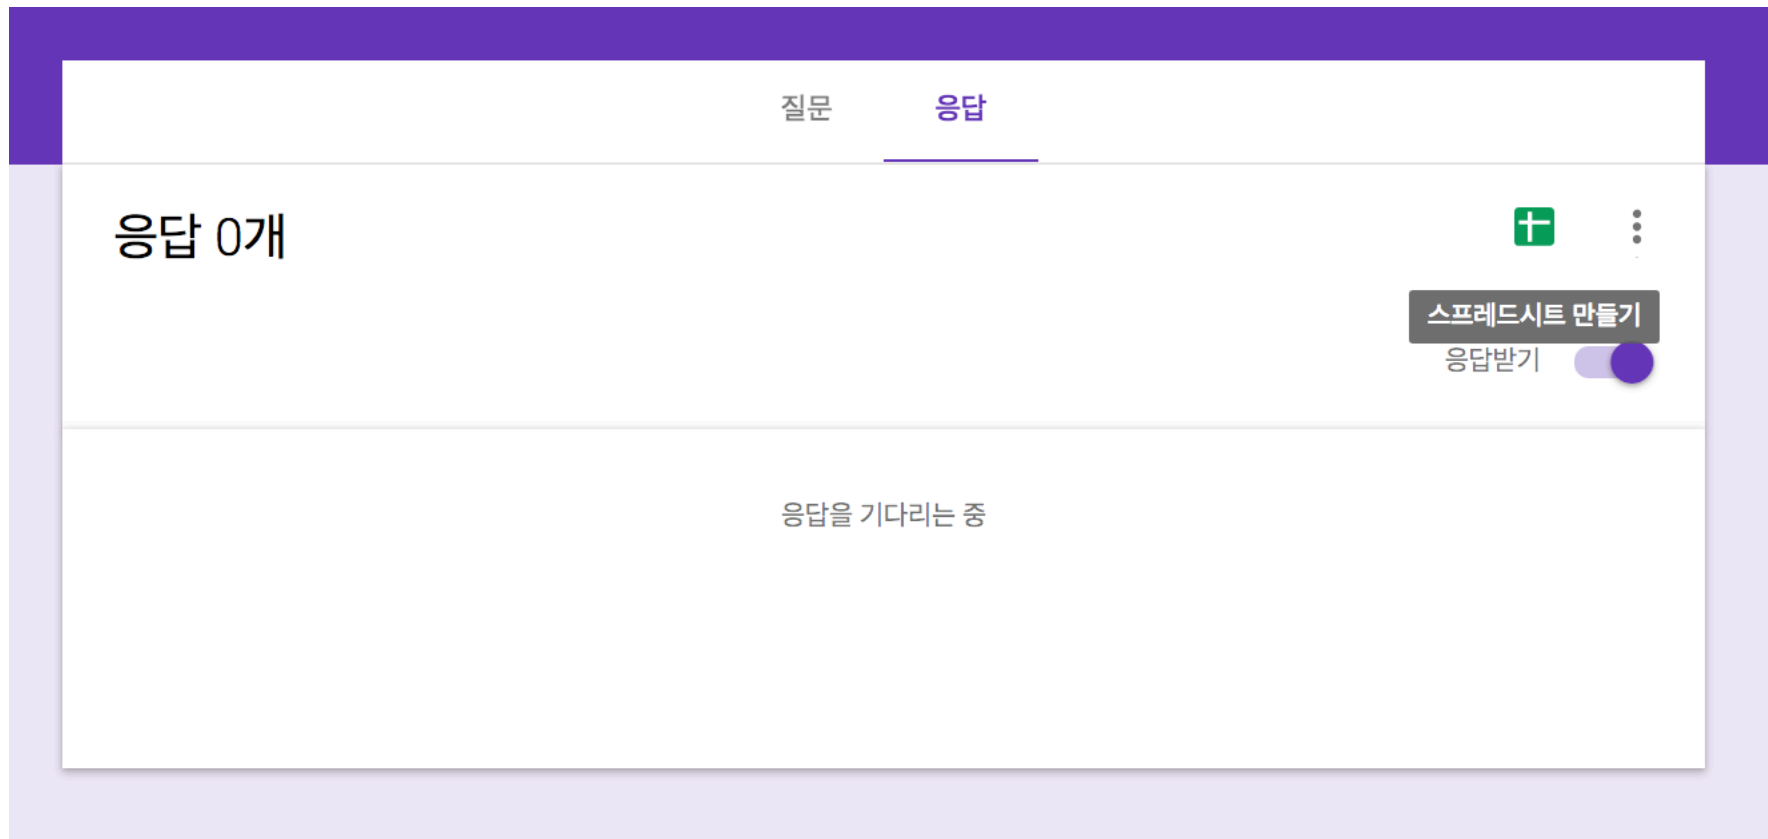 질문 응답
응답 0개
스프레드시트 만들기
응답받기
응답을 기다리는 중